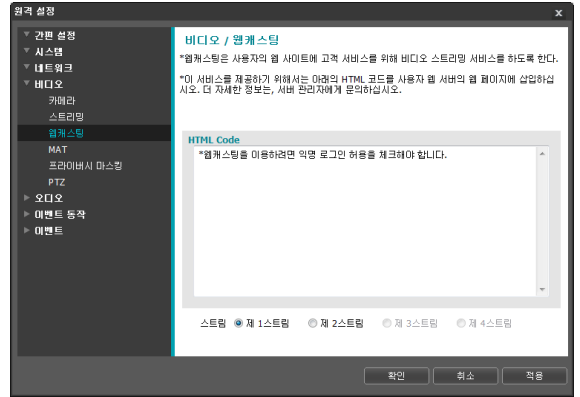 원격 설정
x
간편 설정
시스템
네트워크
비디오
카메라
스트리밍
웹캐스팅
MAT
프라이버시 마스킹
PTZ
오디오
이벤트 동작
이벤트
비디오 / 웹캐스팅
*웹캐스팅은 사용자의 웹 사이트에 고객 서비스를 위해 비디오 스트리밍 서비스를 하도록 한다.
*이 서비스를 제공하기 위해서는 아래의 HTML 코드를 사용자 웹 서버의 웹 페이지에 삽입하십
시오. 더 자세한 정보는, 서버 관리자에게 문의하십시오.
HTML Code
*웹캐스팅을 이용하려면 익명 로그인 허용을 체크해야 합니다.
스트림 제 1스트림 제 2스트림 제 3스트림 제 4스트림
확인 취소 적용